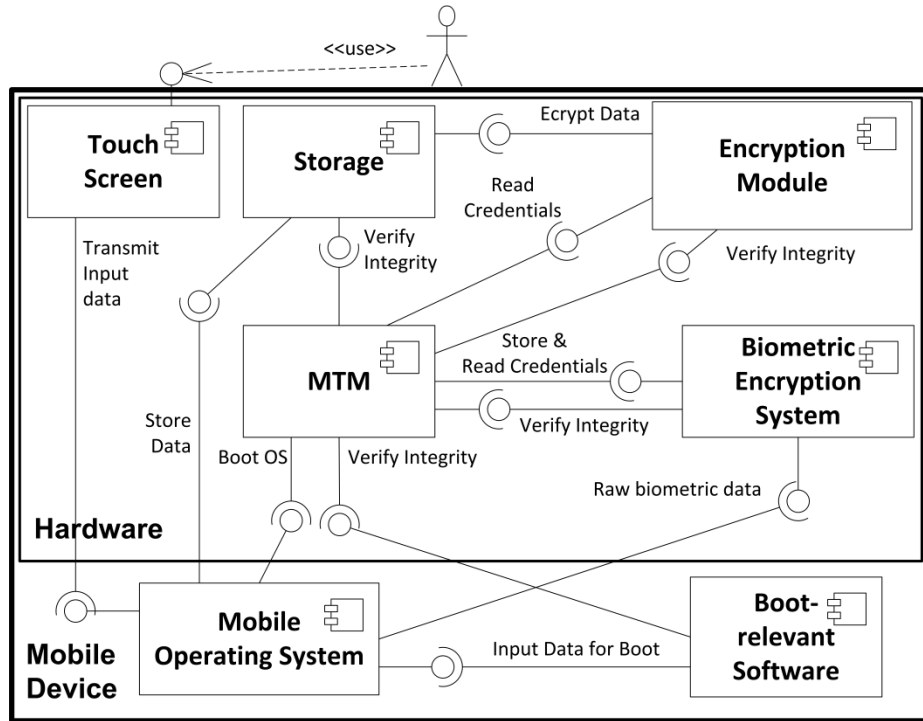 <<use>>
Touch
Screen
Storage
Ecrypt Data
Encryption
Module
Read
Credentials
Transmit
Input
data
Verify
Integrity
Verify Integrity
MTM
Store &
Read Credentials
Biometric
Encryption
System
Verify Integrity
Store
Data
Boot OS
Verify Integrity
Raw biometric data
Hardware
Mobile
Operating System
Input Data for Boot
Boot-
relevant
Software
Mobile
Device